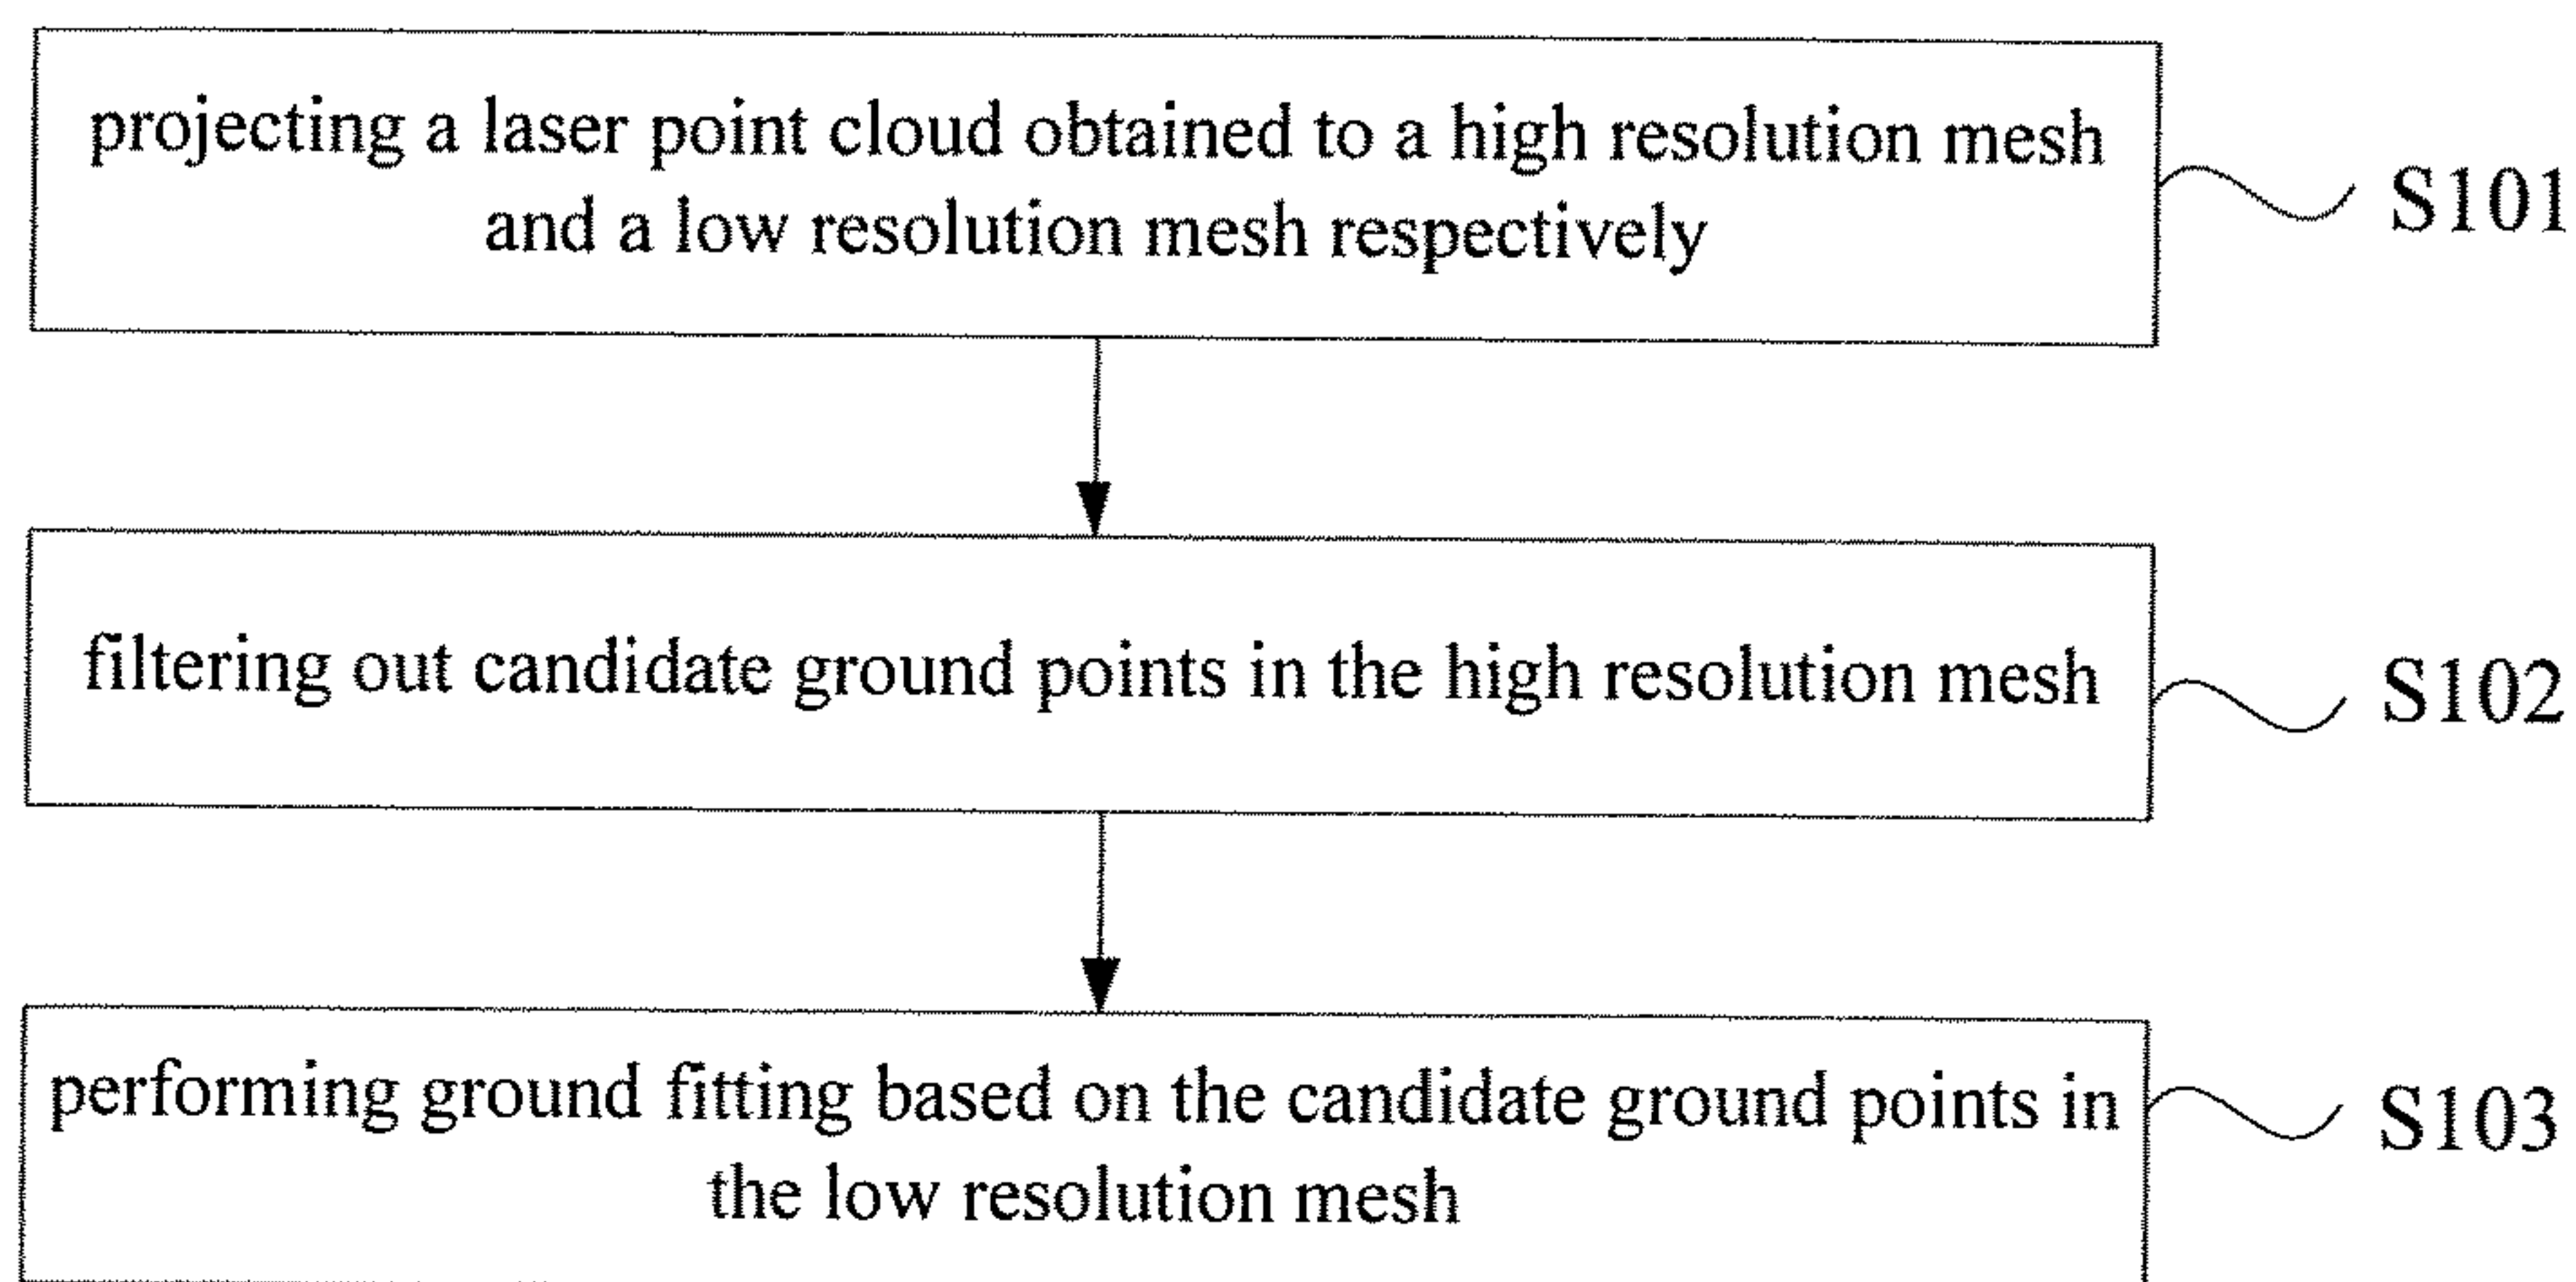 projecting a laser point cloud obtained to a high resolution mesh
and a low resolution mesh respectively
S101
filtering out candidate ground points in the high resolution mesh
S102
performing ground fitting based on the candidate ground points in
the low resolution mesh
S103